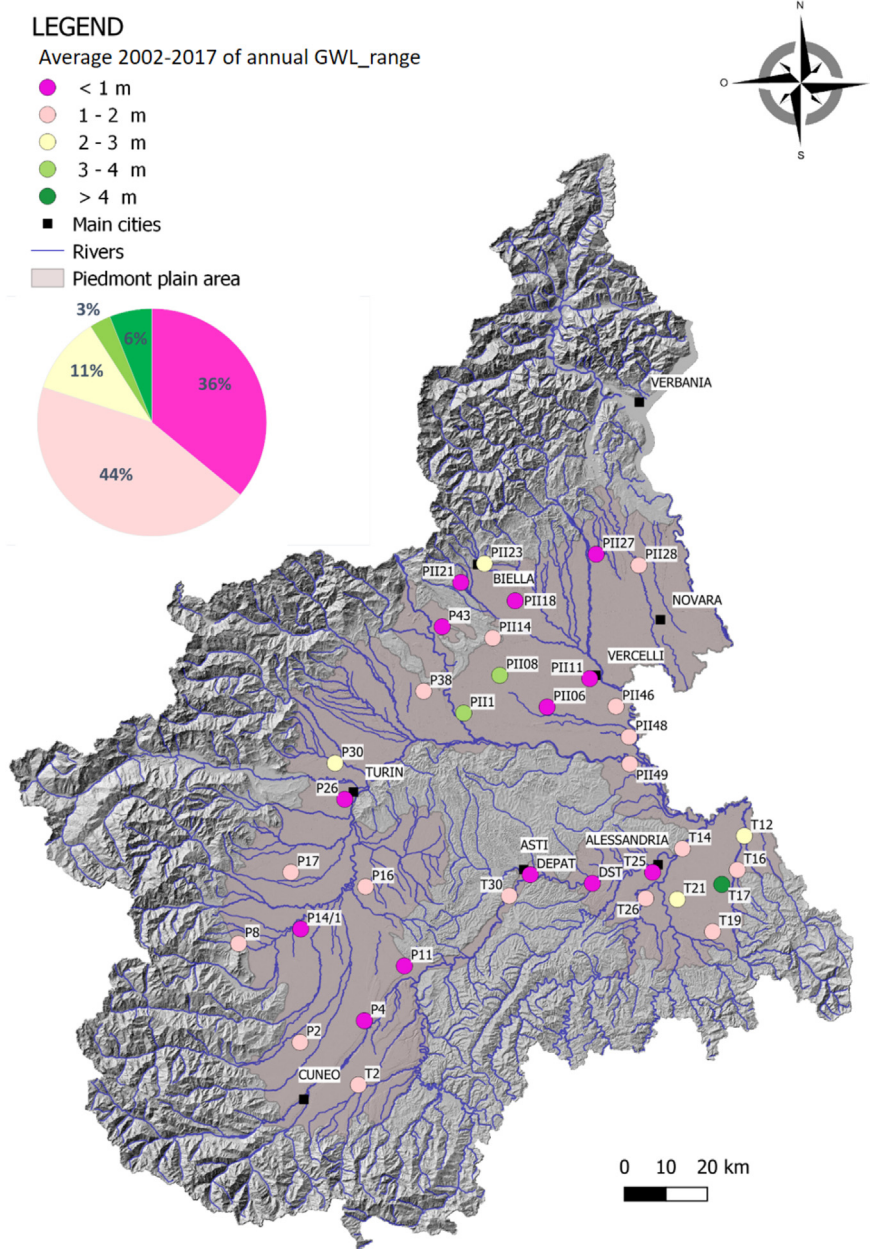 LEGEND
Average 2002-2017 of annual GWL_range
< 1 m
1 - 2 m
2 - 3 m
3 - 4 m
> 4 m
Main cities
Rivers
Piedmont plain area
N
O
S
3%
6%
11%
36%
44%
VERBANIA
PII23
PII27
PII28
PII21
BIELLA
PII18
NOVARA
P43
PII14
VERCELLI
PII08
PII11
P38
PII1
PII06
PII46
PII48
P30
TURIN
PII49
P26
T12
ASTI
ALESSANDRIA
T14
P17
DEPAT
T25
T16
P16
DST
T30
T21
T17
T26
P14/1
T19
P8
P11
P4
P2
CUNEO
T2
0 10 20 km